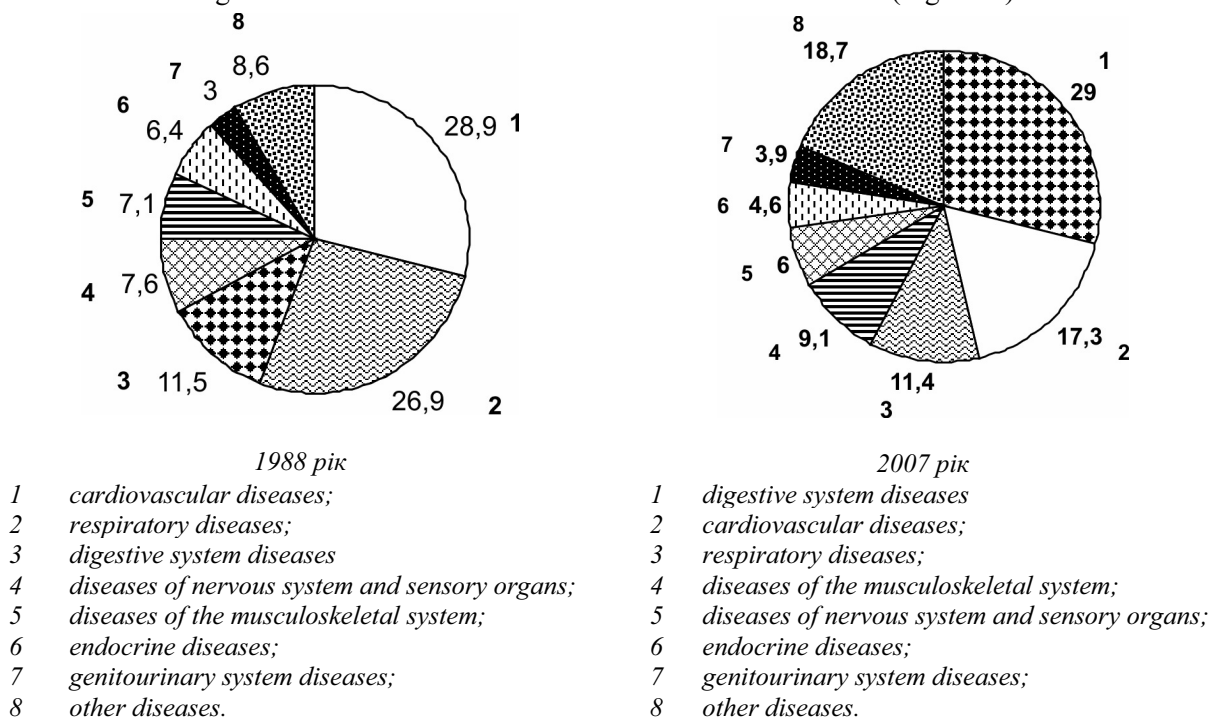 8
7
8,6
3
6
6,4
28,9 1
5 7,1
4 7,6
3 11,5
26,9 2
8
18,7
1
29
7 3,9
6 4,6
5 6
4 9,1
17,3 2
11,4
3
1988 рік
1 cardiovascular diseases;
2 respiratory diseases;
3 digestive system diseases
4 diseases of nervous system and sensory organs;
5 diseases of the musculoskeletal system;
6 endocrine diseases;
7 genitourinary system diseases;
8 other diseases.
2007 рік
1 digestive system diseases
2 cardiovascular diseases;
3 respiratory diseases;
4 diseases of the musculoskeletal system;
5 diseases of nervous system and sensory organs;
6 endocrine diseases;
7 genitourinary system diseases;
8 other diseases.